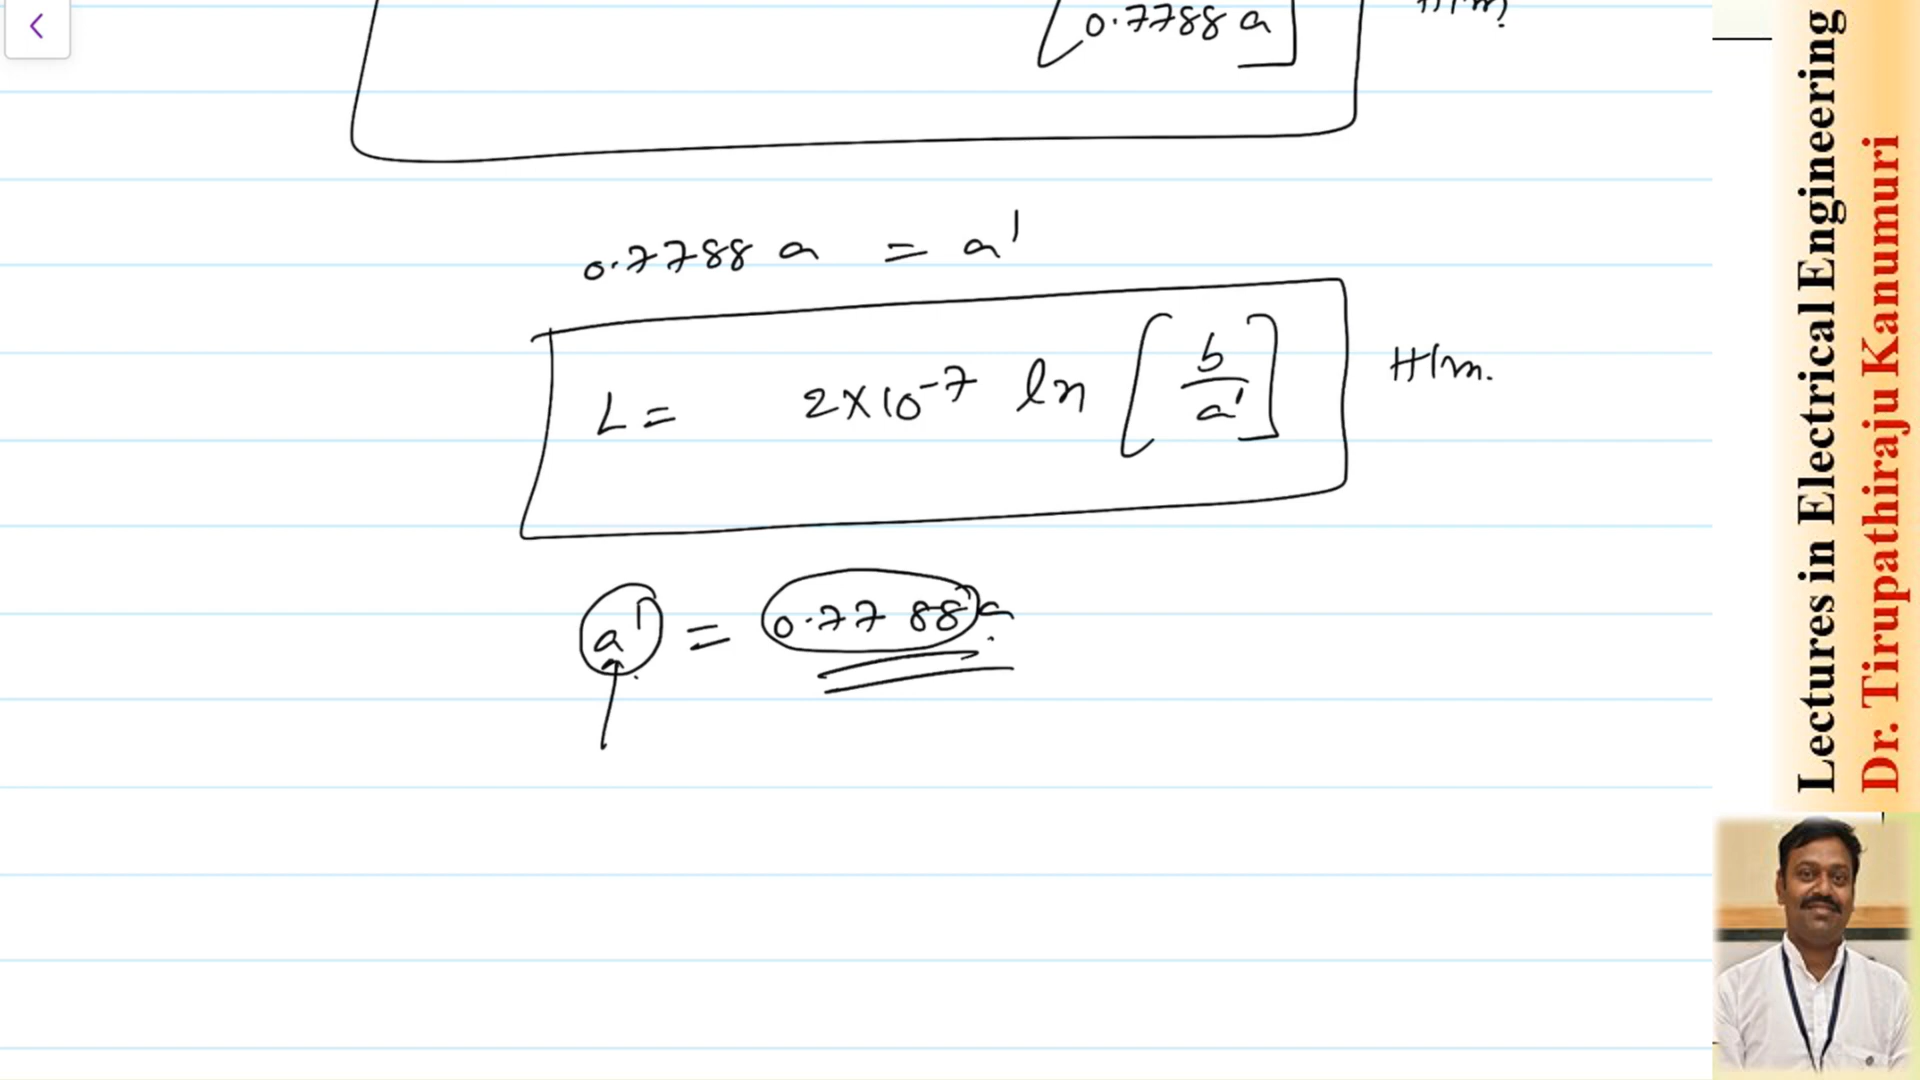 [0.7788 a]
H/m.
0.7788 a = a'
L = 2×10⁻⁷ ln [b/a'] H/m.
a' = 0.7788 a
Lectures in Electrical Engineering
Dr. Tirupathiraju Kanumuri